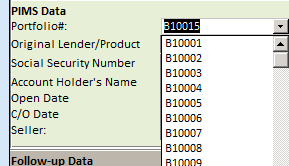 PIMS Data
Portfolio#: B10015
Original Lender/Product B10001
Social Security Number B10002
Account Holder's Name B10003
Open Date B10004
C/O Date B10005
Seller: B10006
B10007
B10008
Follow-up Data B10009